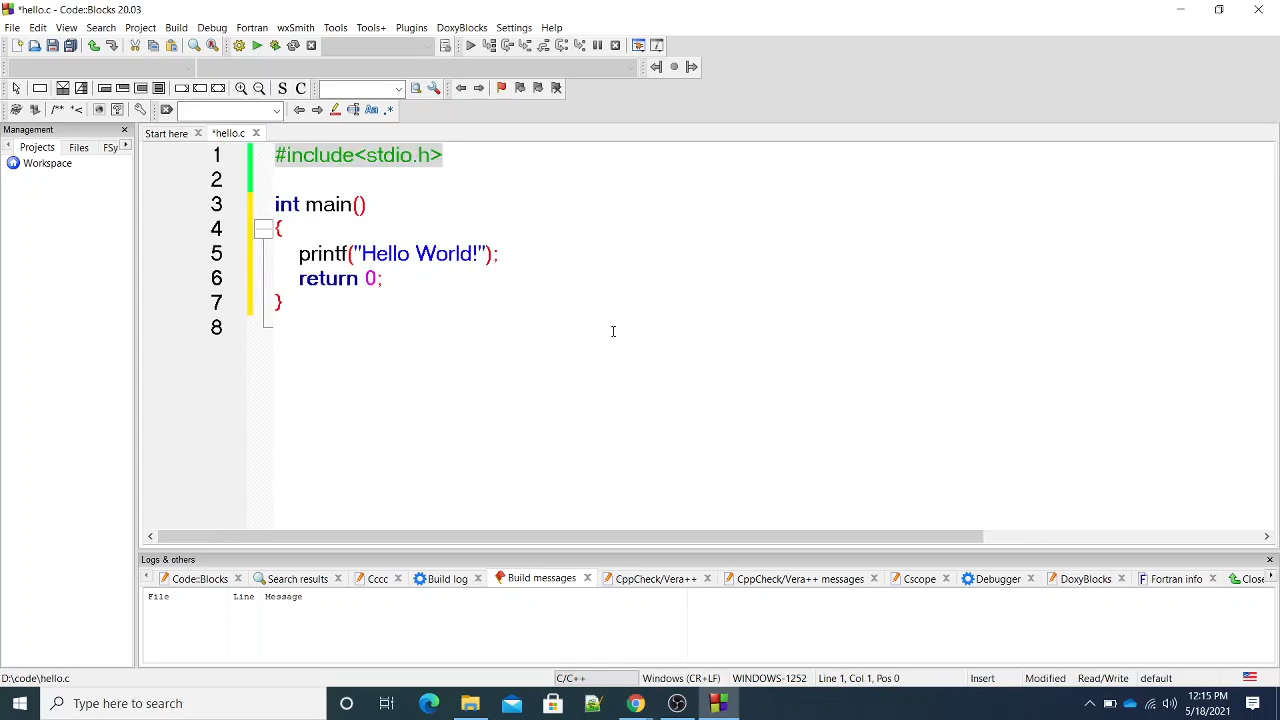 *hello.c - Code::Blocks 20.03
File Edit View Search Project Build Debug Fortran wxSmith Tools Tools+ Plugins DoxyBlocks Settings Help
S C
/** *< Aa .*
Management
Projects Files FSy
Workspace
Start here *hello.c
1 #include<stdio.h>
2
3 int main()
4 {
5 printf("Hello World!");
6 return 0;
7 }
8
Logs & others
Code::Blocks Search results Cccc Build log Build messages CppCheck/Vera++ CppCheck/Vera++ messages Cscope Debugger DoxyBlocks F Fortran info Close
File Line Message
D:\code\hello.c C/C++ Windows (CR+LF) WINDOWS-1252 Line 1, Col 1, Pos 0 Insert Modified Read/Write default
Type here to search
12:15 PM
5/18/2021